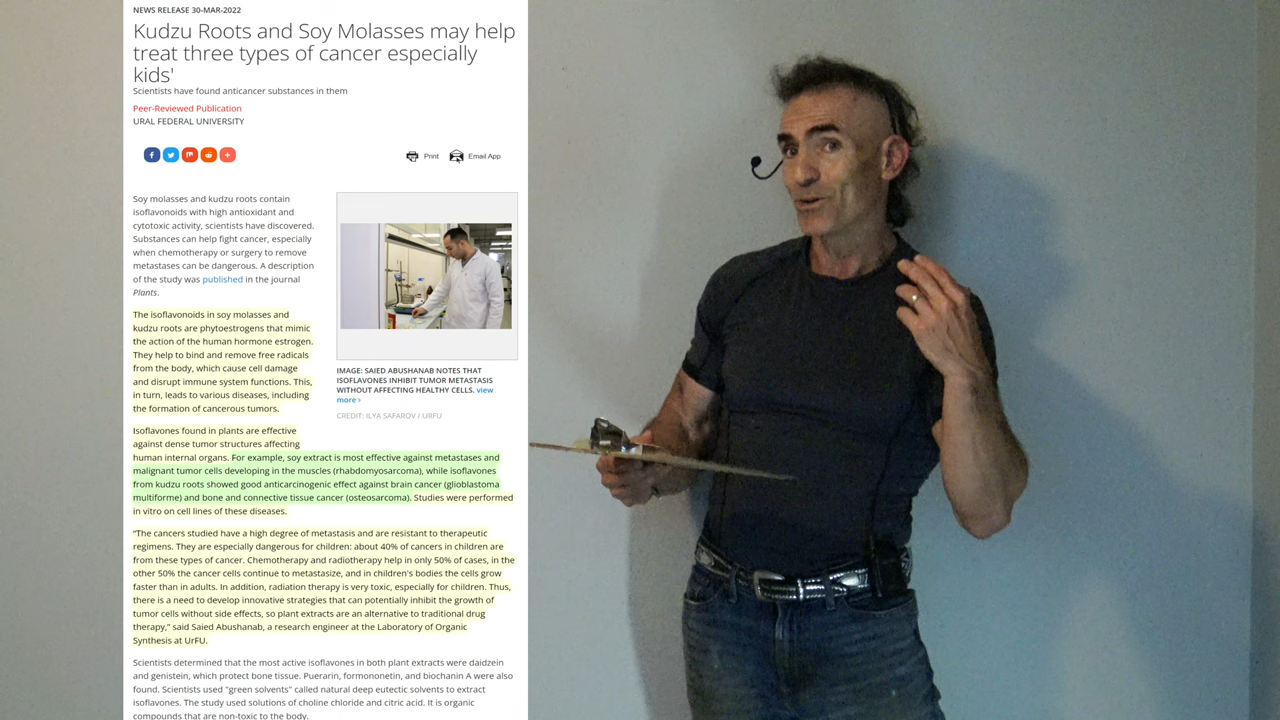 NEWS RELEASE 30-MAR-2022
Kudzu Roots and Soy Molasses may help
treat three types of cancer especially
kids'
Scientists have found anticancer substances in them
Peer-Reviewed Publication
URAL FEDERAL UNIVERSITY
Print
Email App
Soy molasses and kudzu roots contain
isoflavonoids with high antioxidant and
cytotoxic activity, scientists have discovered.
Substances can help fight cancer, especially
when chemotherapy or surgery to remove
metastases can be dangerous. A description
of the study was published in the journal
Plants.
The isoflavonoids in soy molasses and
kudzu roots are phytoestrogens that mimic
the action of the human hormone estrogen.
They help to bind and remove free radicals
from the body, which cause cell damage
and disrupt immune system functions. This,
in turn, leads to various diseases, including
the formation of cancerous tumors.
IMAGE: SAIED ABUSHANAB NOTES THAT
ISOFLAVONES INHIBIT TUMOR METASTASIS
WITHOUT AFFECTING HEALTHY CELLS. view
more ›
CREDIT: ILYA SAFAROV / URFU
Isoflavones found in plants are effective
against dense tumor structures affecting
human internal organs. For example, soy extract is most effective against metastases and
malignant tumor cells developing in the muscles (rhabdomyosarcoma), while isoflavones
from kudzu roots showed good anticarcinogenic effect against brain cancer (glioblastoma
multiforme) and bone and connective tissue cancer (osteosarcoma). Studies were performed
in vitro on cell lines of these diseases.
"The cancers studied have a high degree of metastasis and are resistant to therapeutic
regimens. They are especially dangerous for children: about 40% of cancers in children are
from these types of cancer. Chemotherapy and radiotherapy help in only 50% of cases, in the
other 50% the cancer cells continue to metastasize, and in children's bodies the cells grow
faster than in adults. In addition, radiation therapy is very toxic, especially for children. Thus,
there is a need to develop innovative strategies that can potentially inhibit the growth of
tumor cells without side effects, so plant extracts are an alternative to traditional drug
therapy," said Saied Abushanab, a research engineer at the Laboratory of Organic
Synthesis at UrFU.
Scientists determined that the most active isoflavones in both plant extracts were daidzein
and genistein, which protect bone tissue. Puerarin, formononetin, and biochanin A were also
found. Scientists used "green solvents" called natural deep eutectic solvents to extract
isoflavones. The study used solutions of choline chloride and citric acid. It is organic
compounds that are non-toxic to the body.